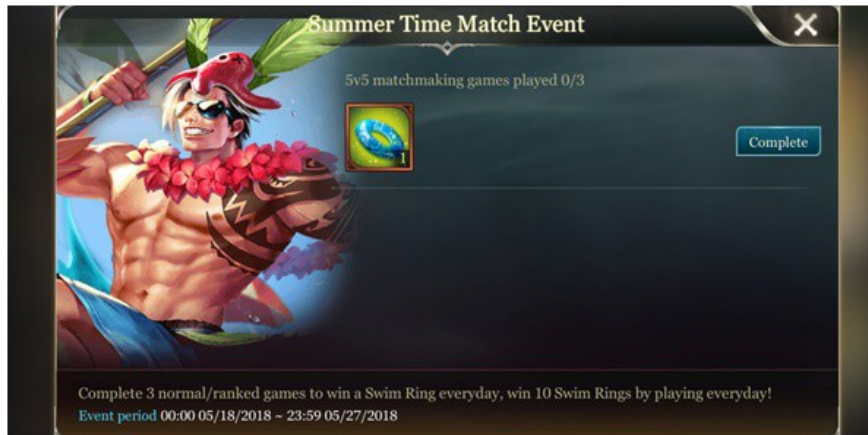 Summer Time Match Event
5v5 matchmaking games played 0/3
1
Complete
Complete 3 normal/ranked games to win a Swim Ring everyday, win 10 Swim Rings by playing everyday!
Event period 00:00 05/18/2018 ~ 23:59 05/27/2018